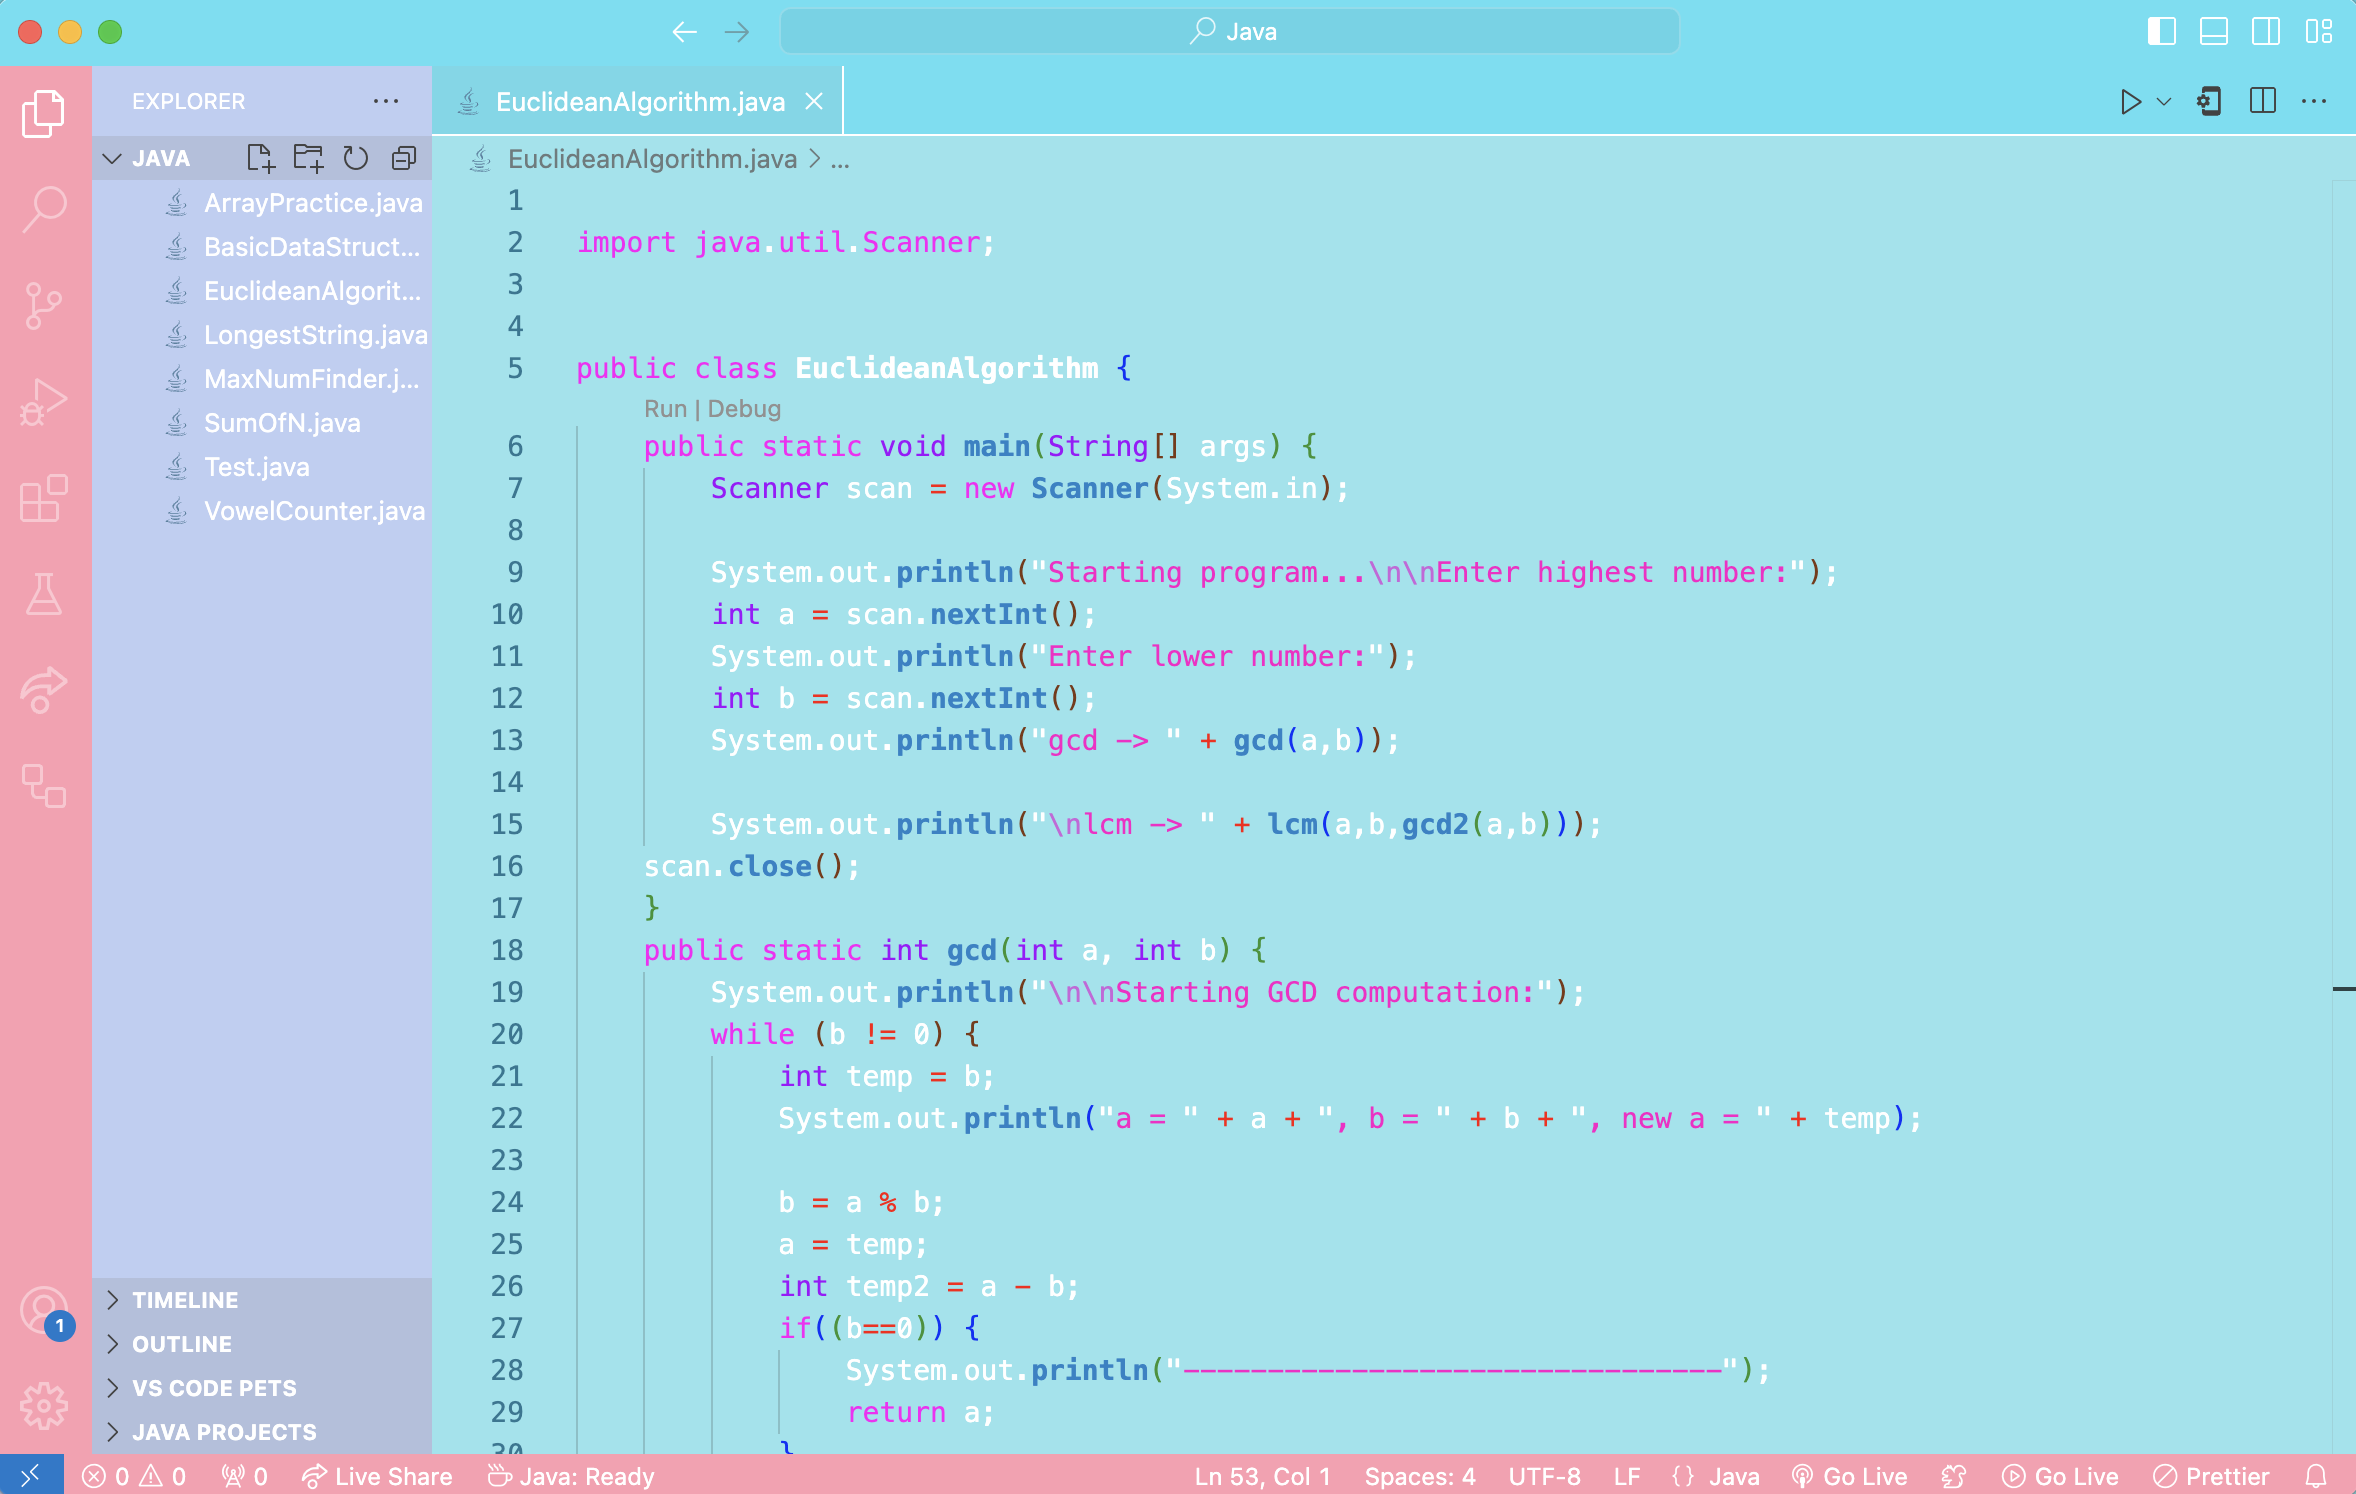 Java
EXPLORER
EuclideanAlgorithm.java
JAVA
EuclideanAlgorithm.java > ...
ArrayPractice.java
BasicDataStruct...
EuclideanAlgorit...
LongestString.java
MaxNumFinder.j...
SumOfN.java
Test.java
VowelCounter.java
TIMELINE
OUTLINE
VS CODE PETS
JAVA PROJECTS
1
1
2 import java.util.Scanner;
3
4
5 public class EuclideanAlgorithm {
Run | Debug
6 public static void main(String[] args) {
7 Scanner scan = new Scanner(System.in);
8
9 System.out.println("Starting program...\n\nEnter highest number:");
10 int a = scan.nextInt();
11 System.out.println("Enter lower number:");
12 int b = scan.nextInt();
13 System.out.println("gcd -> " + gcd(a,b));
14
15 System.out.println("\nlcm -> " + lcm(a,b,gcd2(a,b)));
16 scan.close();
17 }
18 public static int gcd(int a, int b) {
19 System.out.println("\n\nStarting GCD computation:");
20 while (b != 0) {
21 int temp = b;
22 System.out.println("a = " + a + ", b = " + b + ", new a = " + temp);
23
24 b = a % b;
25 a = temp;
26 int temp2 = a - b;
27 if((b==0)) {
28 System.out.println("--------------------------------");
29 return a;
30 }
0 0 0 Live Share Java: Ready Ln 53, Col 1 Spaces: 4 UTF-8 LF {} Java Go Live Go Live Prettier